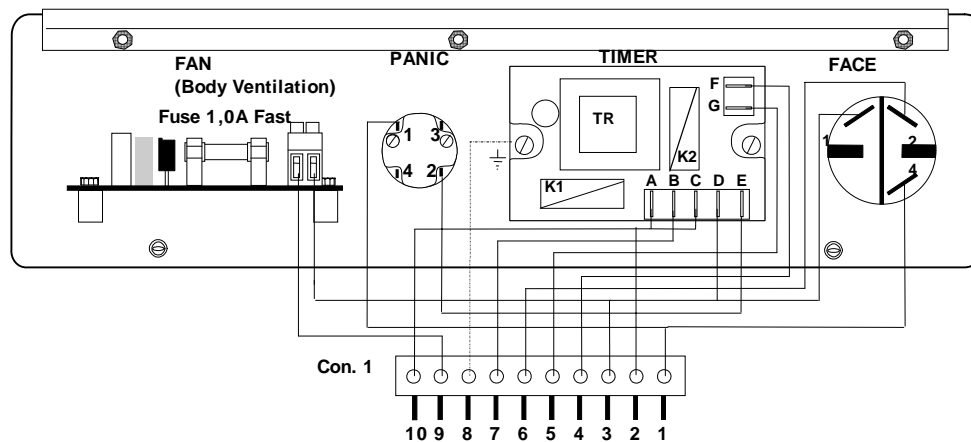 FAN
(Body Ventilation)
Fuse 1,0A Fast
PANIC
1 3
4 2
TIMER
TR
F
G
K2
K1
A B C D E
FACE
1 2
4
Con. 1
10 9 8 7 6 5 4 3 2 1